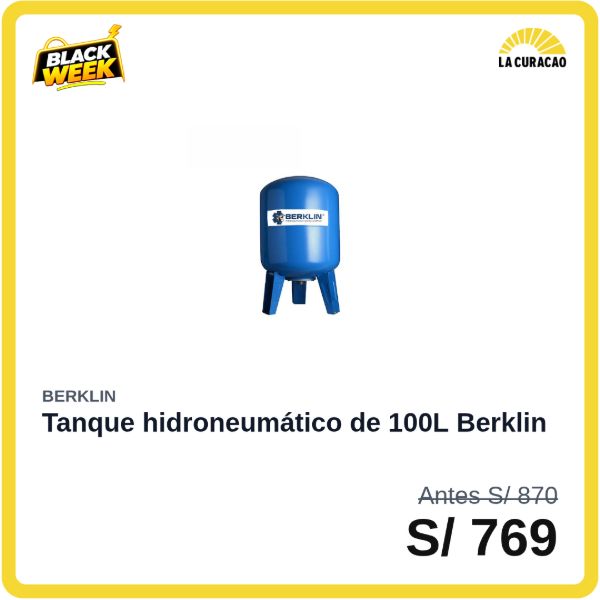 BLACK
WEEK
LA CURACAO
BERKLIN
BERKLIN
Tanque hidroneumático de 100L Berklin
Antes S/ 870
S/ 769